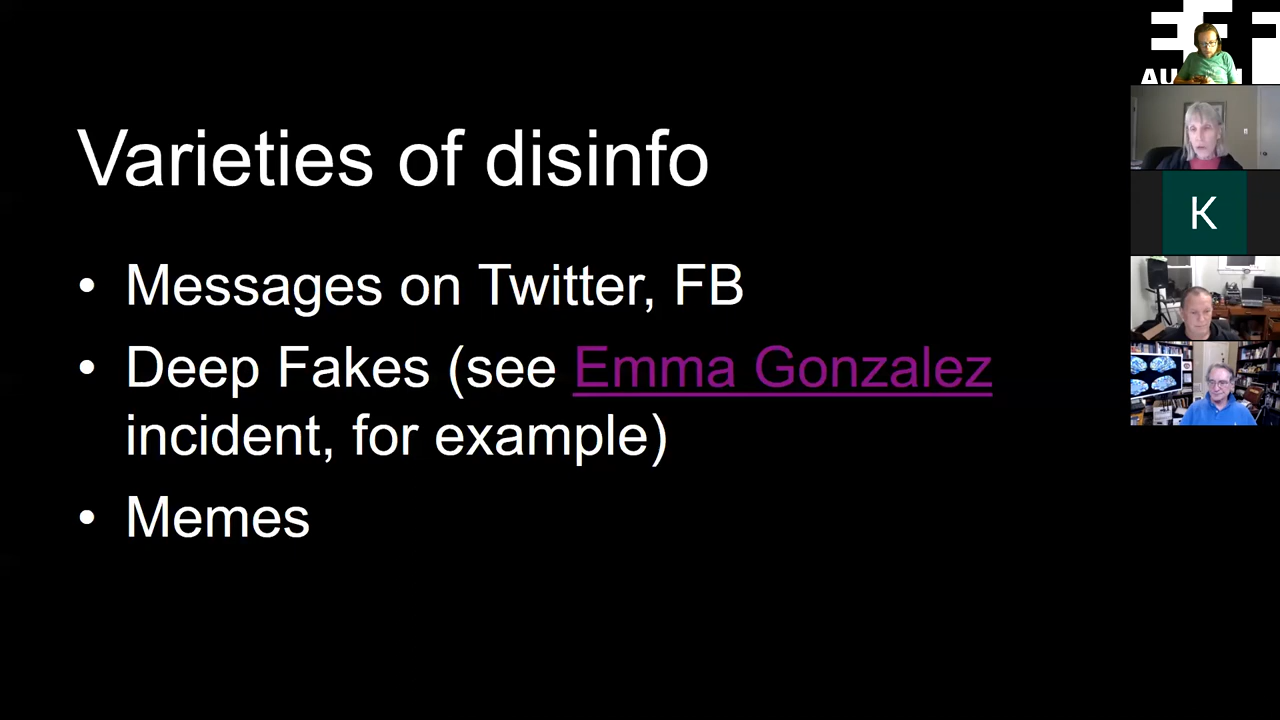 Varieties of disinfo
• Messages on Twitter, FB
• Deep Fakes (see Emma Gonzalez
incident, for example)
• Memes
K